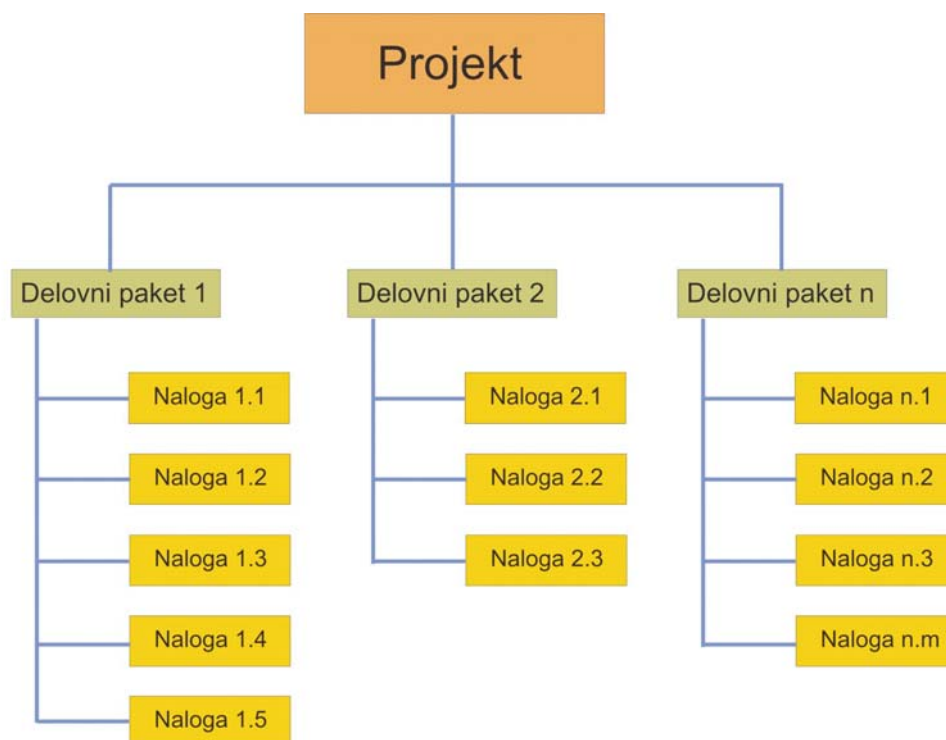 Projekt
Delovni paket 1
Naloga 1.1
Naloga 1.2
Naloga 1.3
Naloga 1.4
Naloga 1.5
Delovni paket 2
Naloga 2.1
Naloga 2.2
Naloga 2.3
Delovni paket n
Naloga n.1
Naloga n.2
Naloga n.3
Naloga n.m